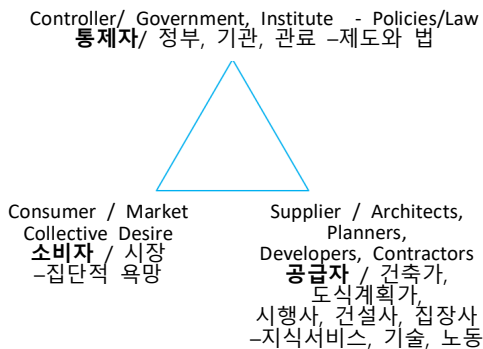 Controller/ Government, Institute - Policies/Law
통제자/ 정부, 기관, 관료 –제도와 법
Consumer / Market
Collective Desire
소비자 / 시장
–집단적 욕망
Supplier / Architects,
Planners,
Developers, Contractors
공급자 / 건축가,
도식계획가,
시행사, 건설사, 집장사
–지식서비스, 기술, 노동